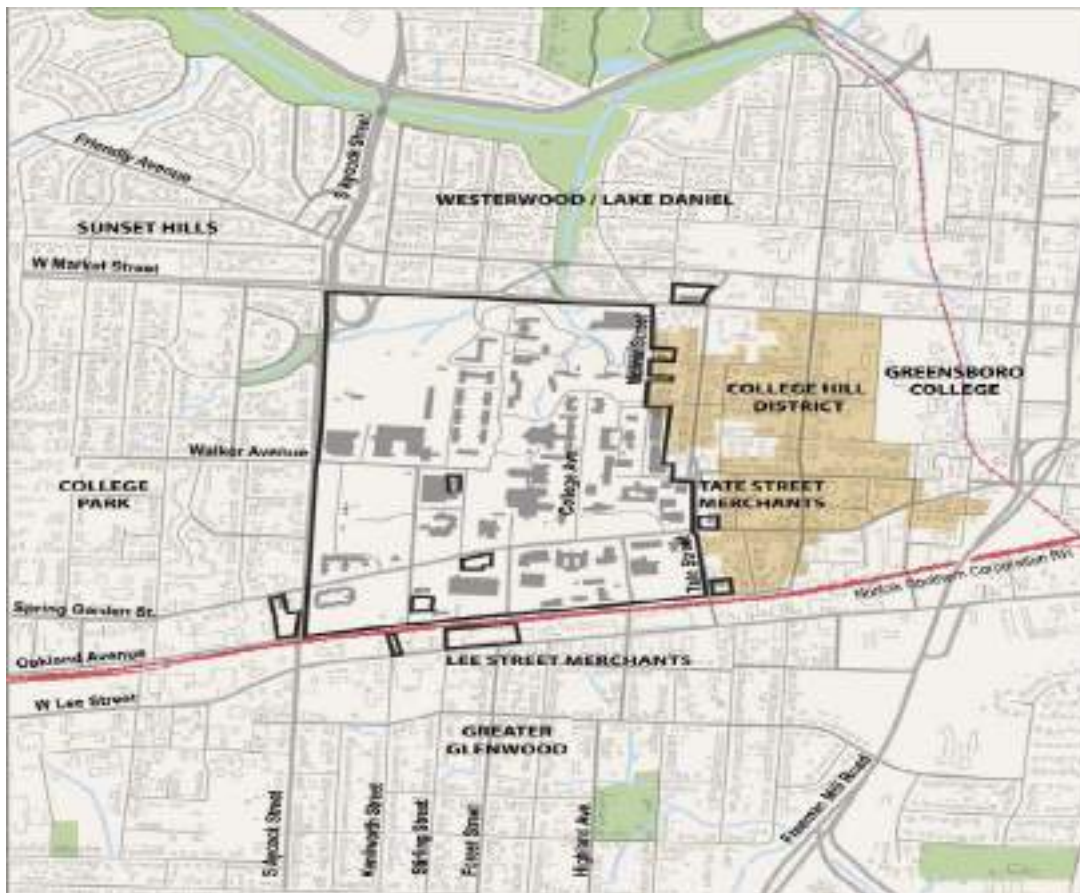 S Aycock Street
Friendly Avenue
WESTERWOOD / LAKE DANIEL
SUNSET HILLS
W Market Street
McIver Street
GREENSBORO
COLLEGE
COLLEGE HILL
DISTRICT
Walker Avenue
College Ave
COLLEGE
PARK
TATE STREET
MERCHANTS
Tate Street
Norfolk Southern Corporation RR
Spring Garden St.
Oakland Avenue
LEE STREET MERCHANTS
W Lee Street
GREATER
GLENWOOD
S Aycock Street
Kenilworth Street
Stirling Street
Forest Street
Highland Ave
Freeman Mill Road